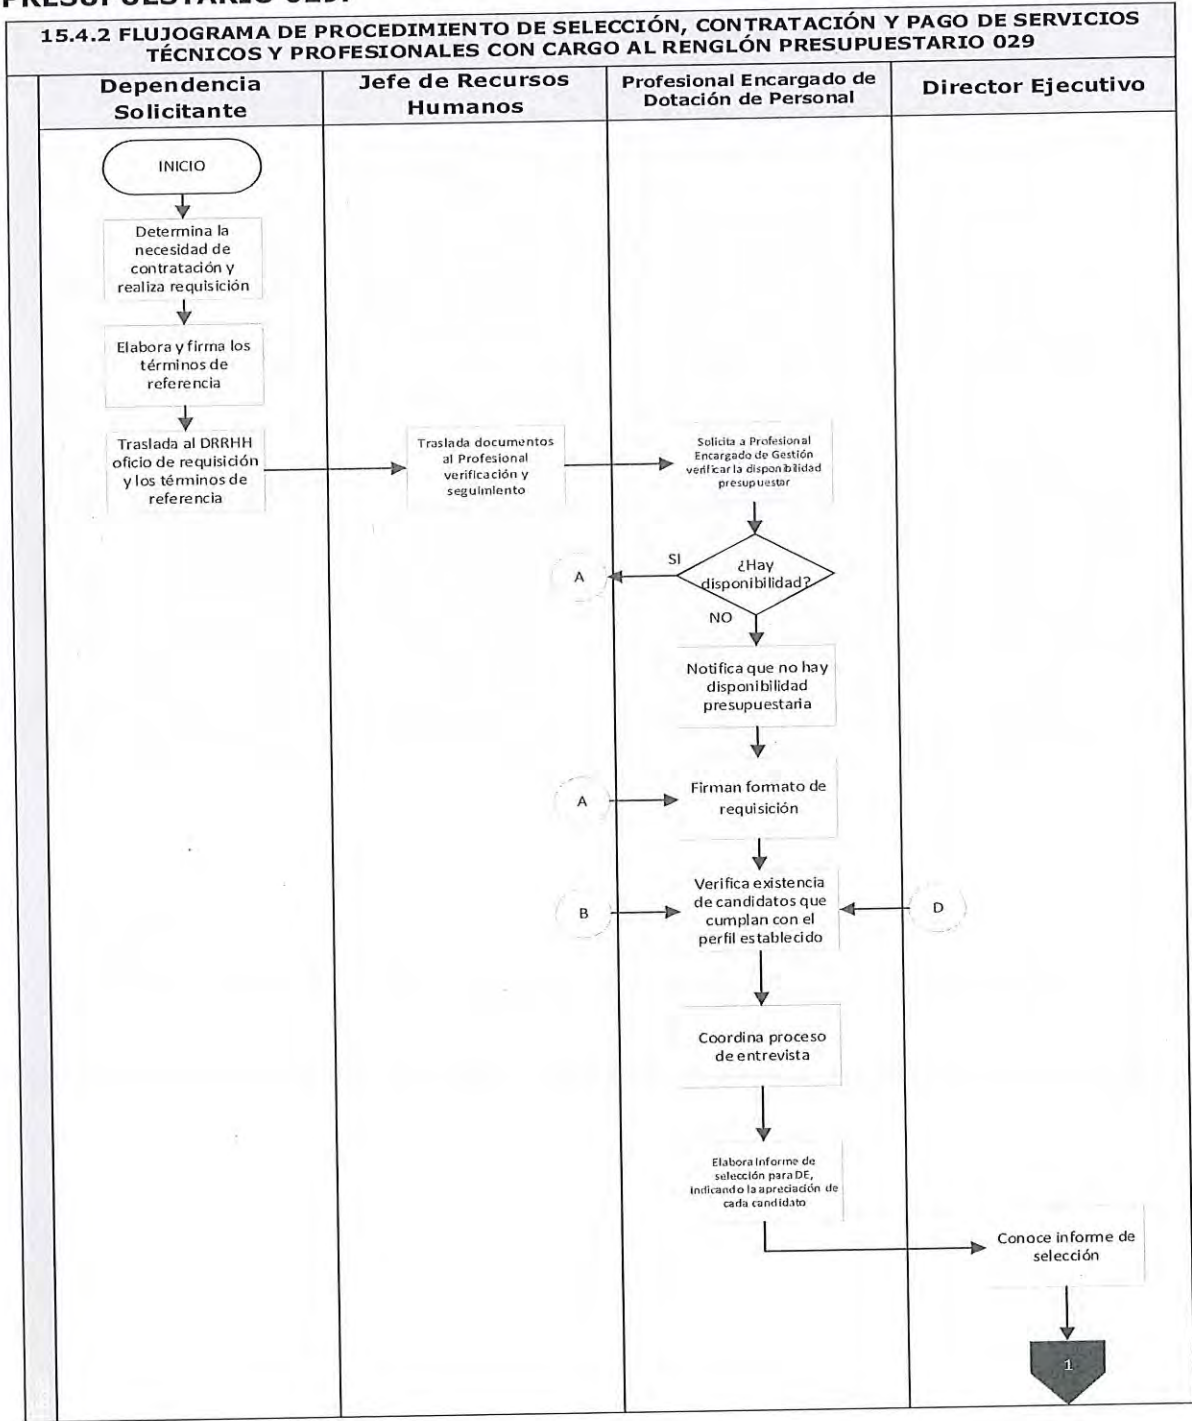 15.4.2 FLUJOGRAMA DE PROCEDIMIENTO DE SELECCIÓN, CONTRATACIÓN Y PAGO DE SERVICIOS
TÉCNICOS Y PROFESIONALES CON CARGO AL RENGLÓN PRESUPUESTARIO 029
Dependencia
Solicitante
Jefe de Recursos
Humanos
Profesional Encargado de
Dotación de Personal
Director Ejecutivo
INICIO
Determina la
necesidad de
contratación y
realiza requisición
Elabora y firma los
términos de
referencia
Traslada al DRRHH
oficio de requisición
y los términos de
referencia
Traslada documentos
al Profesional
verificación y
seguimiento
Solicita a Profesional
Encargado de Gestión
verificar la disponibilidad
presupuestar
¿Hay
disponibilidad?
SI
A
NO
Notifica que no hay
disponibilidad
presupuestaria
A
Firman formato de
requisición
B
Verifica existencia
de candidatos que
cumplan con el
perfil establecido
D
Coordina proceso
de entrevista
Elabora Informe de
selección para DE,
indicando la apreciación de
cada candidato
Conoce informe de
selección
1